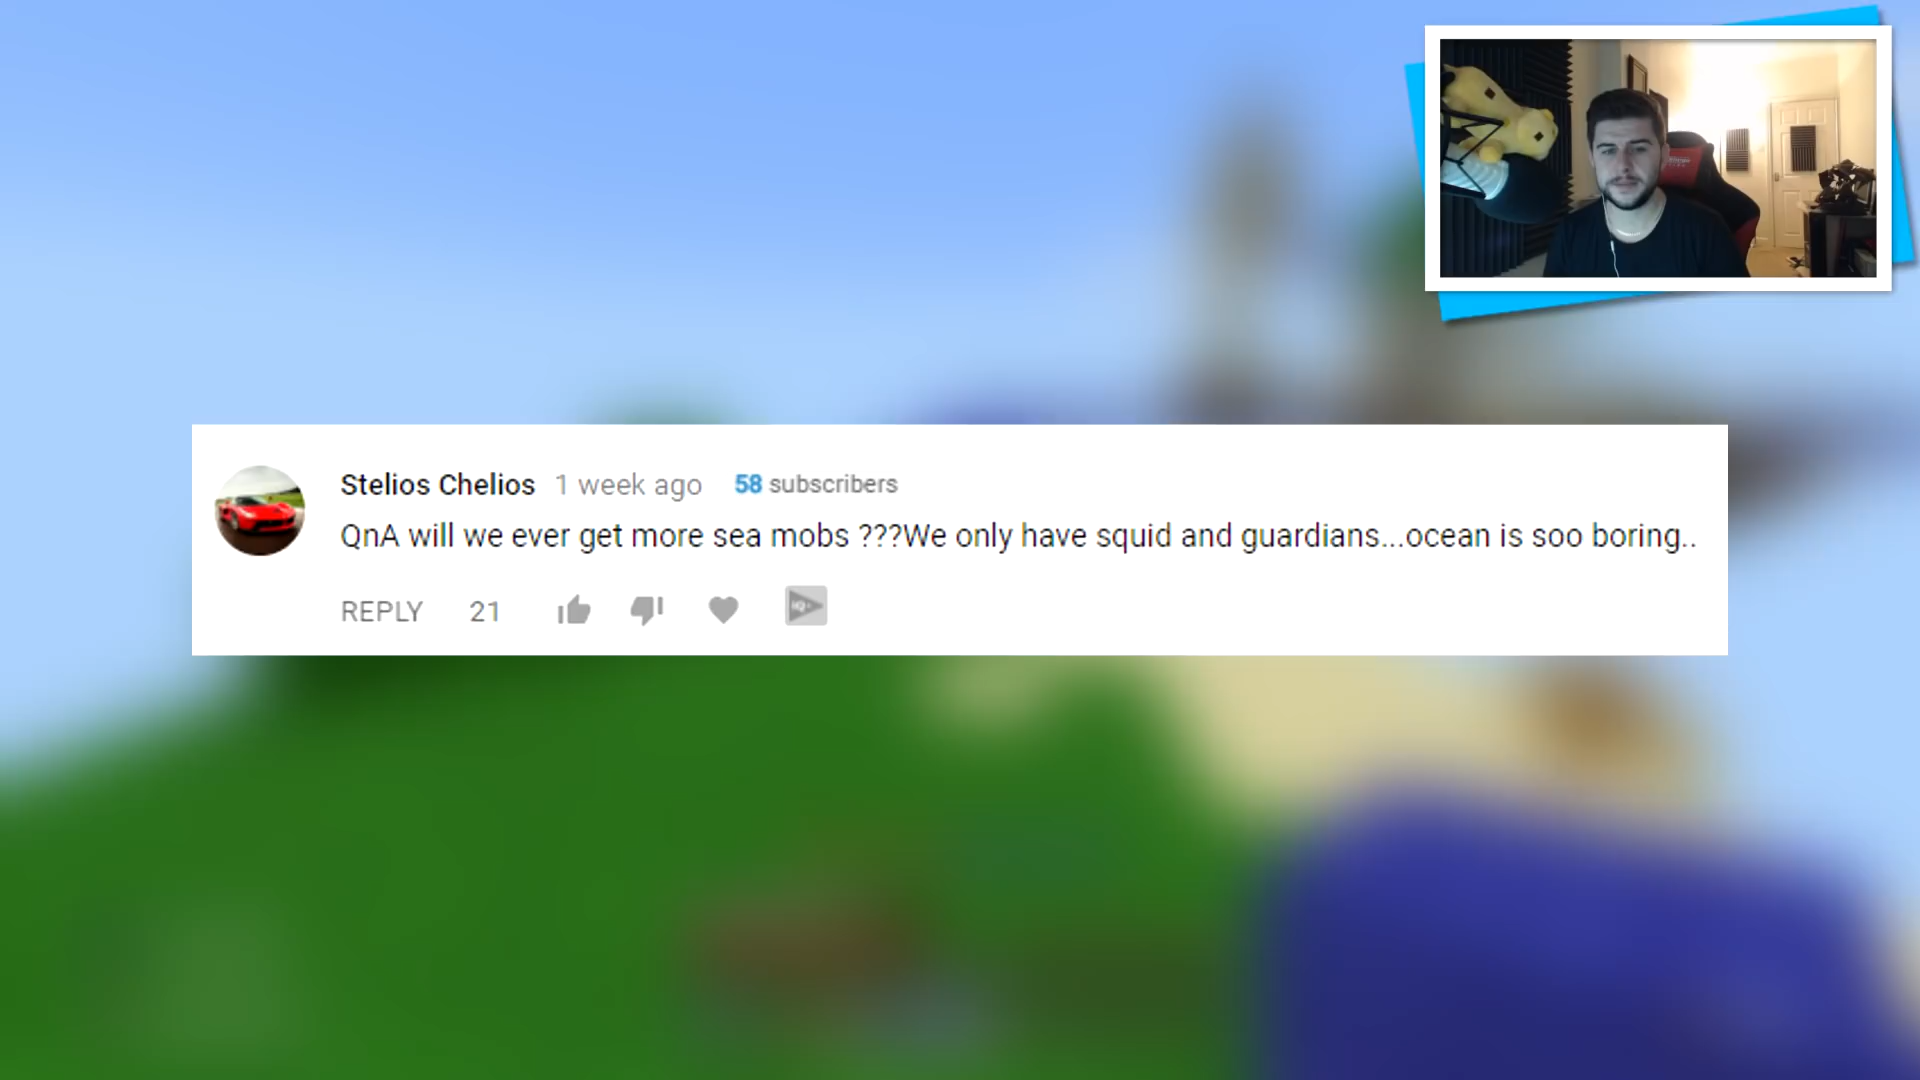 Stelios Chelios 1 week ago 58 subscribers
QnA will we ever get more sea mobs ???We only have squid and guardians...ocean is soo boring..
REPLY 21
HQ